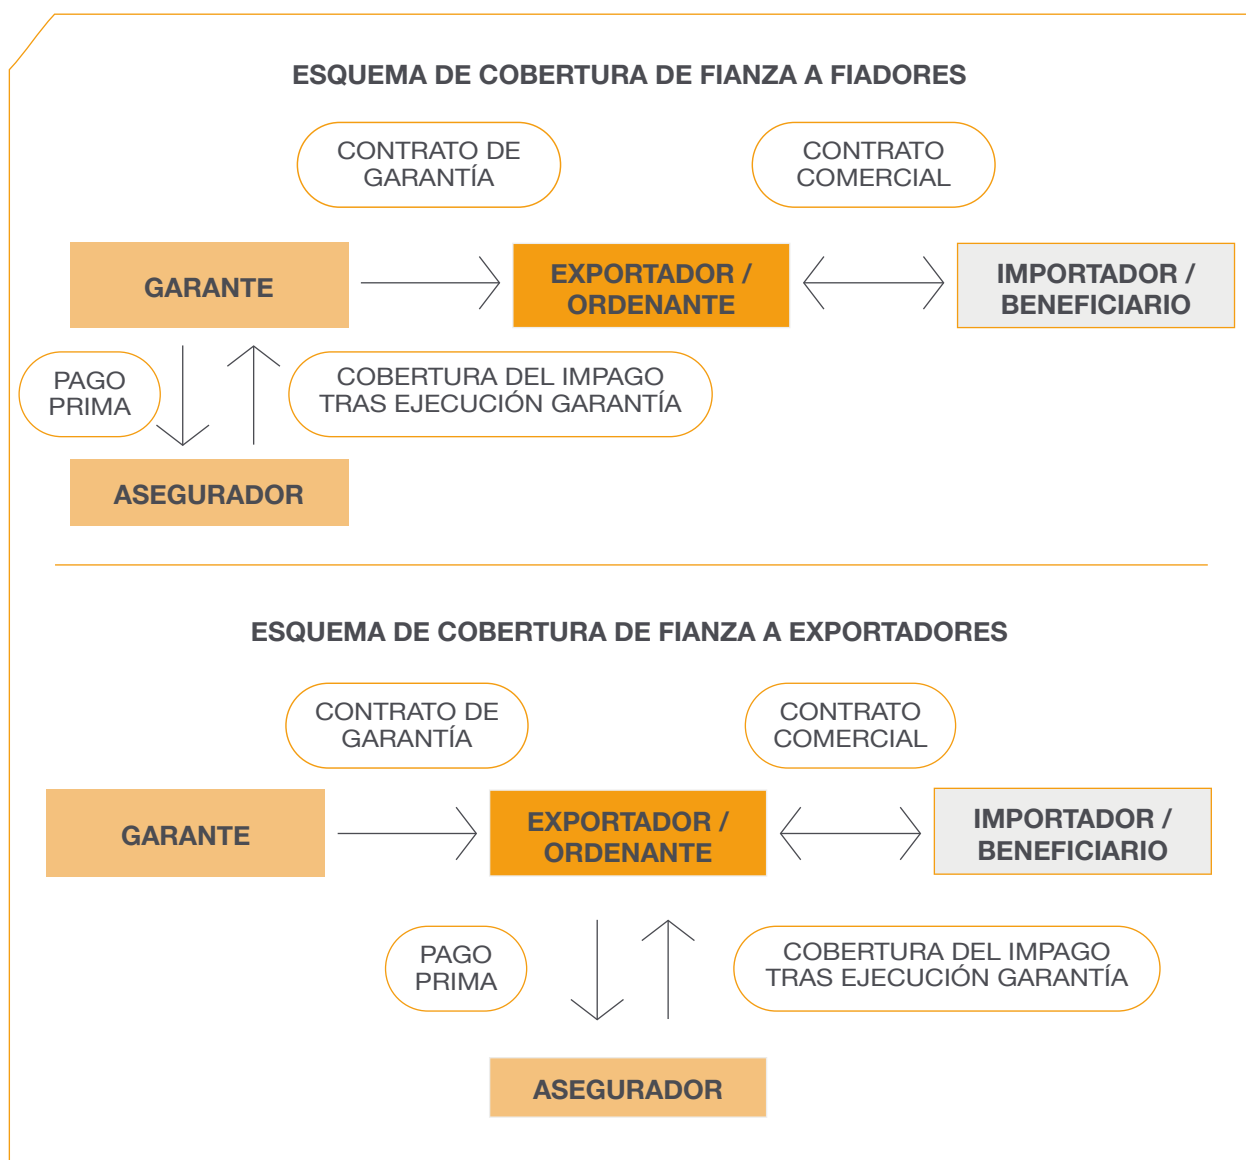 ESQUEMA DE COBERTURA DE FIANZA A FIADORES
CONTRATO DE
GARANTÍA
CONTRATO
COMERCIAL
GARANTE
EXPORTADOR /
ORDENANTE
IMPORTADOR /
BENEFICIARIO
PAGO
PRIMA
COBERTURA DEL IMPAGO
TRAS EJECUCIÓN GARANTÍA
ASEGURADOR
ESQUEMA DE COBERTURA DE FIANZA A EXPORTADORES
CONTRATO DE
GARANTÍA
CONTRATO
COMERCIAL
GARANTE
EXPORTADOR /
ORDENANTE
IMPORTADOR /
BENEFICIARIO
PAGO
PRIMA
COBERTURA DEL IMPAGO
TRAS EJECUCIÓN GARANTÍA
ASEGURADOR